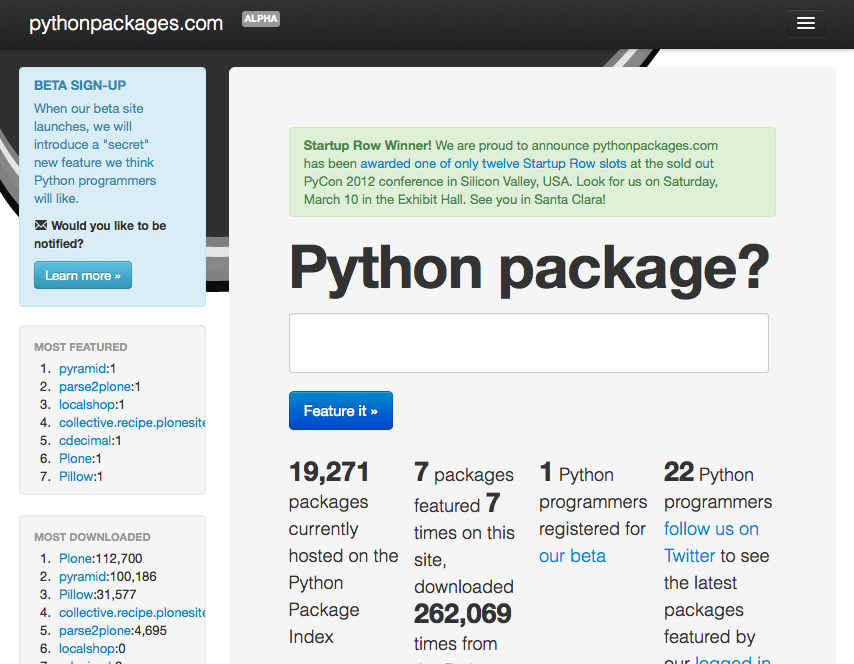 pythonpackages.com ALPHA
BETA SIGN-UP
When our beta site
launches, we will
introduce a "secret"
new feature we think
Python programmers
will like.
Would you like to be
notified?
Learn more »
MOST FEATURED
1. pyramid:1
2. parse2plone:1
3. localshop:1
4. collective.recipe.plonesite
5. cdecimal:1
6. Plone:1
7. Pillow:1
MOST DOWNLOADED
1. Plone:112,700
2. pyramid:100,186
3. Pillow:31,577
4. collective.recipe.plonesite
5. parse2plone:4,695
6. localshop:0
Startup Row Winner! We are proud to announce pythonpackages.com
has been awarded one of only twelve Startup Row slots at the sold out
PyCon 2012 conference in Silicon Valley, USA. Look for us on Saturday,
March 10 in the Exhibit Hall. See you in Santa Clara!
Python package?
Feature it »
19,271
packages
currently
hosted on the
Python
Package
Index
7 packages
featured 7
times on this
site,
downloaded
262,069
times from
1 Python
programmers
registered for
our beta
22 Python
programmers
follow us on
Twitter to see
the latest
packages
featured by
our logged in